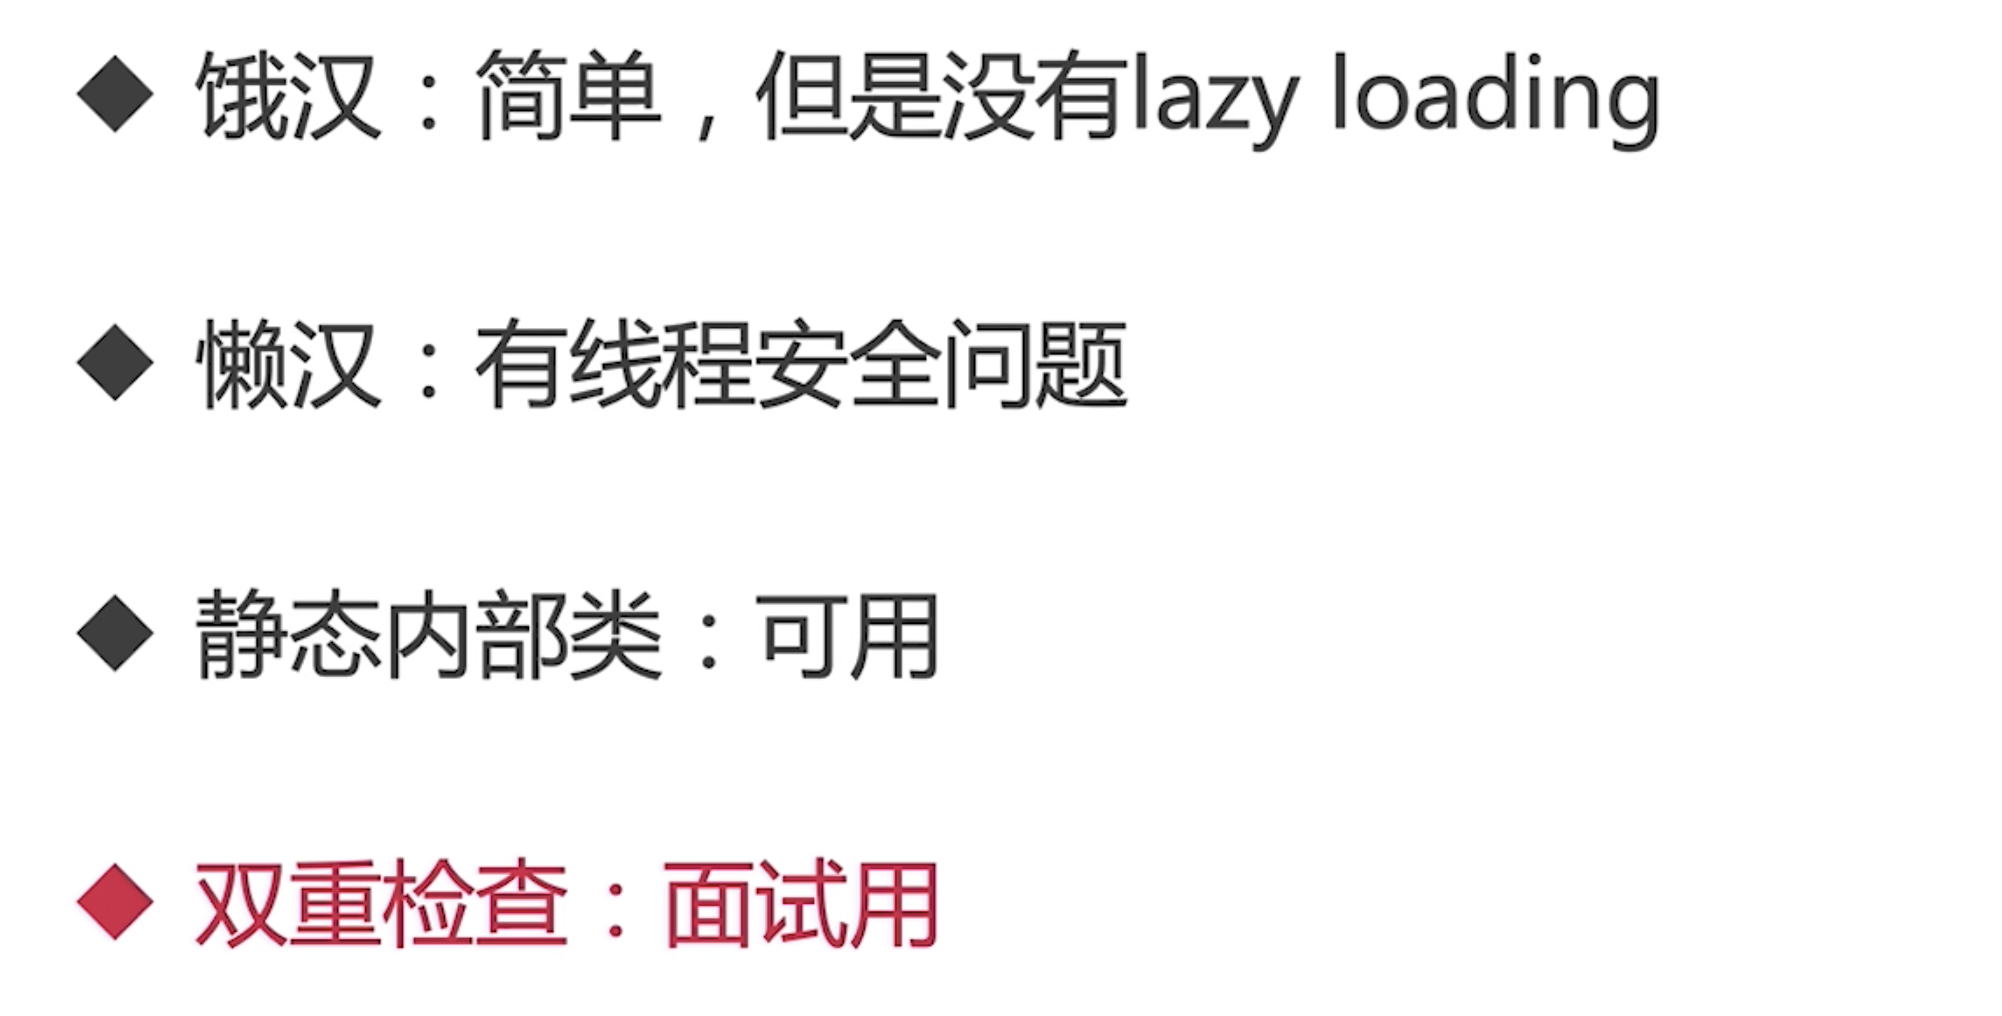 ◆ 饿汉：简单，但是没有lazy loading
◆ 懒汉：有线程安全问题
◆ 静态内部类：可用
◆ 双重检查：面试用